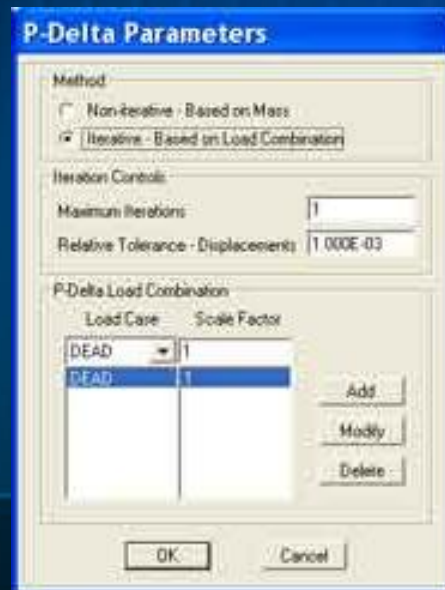 P-Delta Parameters
Method
Non-iterative - Based on Mass
Iterative - Based on Load Combination
Iteration Controls
Maximum Iterations 1
Relative Tolerance - Displacements 1.000E-03
P-Delta Load Combination
Load Case Scale Factor
DEAD 1
DEAD 1
Add
Modify
Delete
OK Cancel